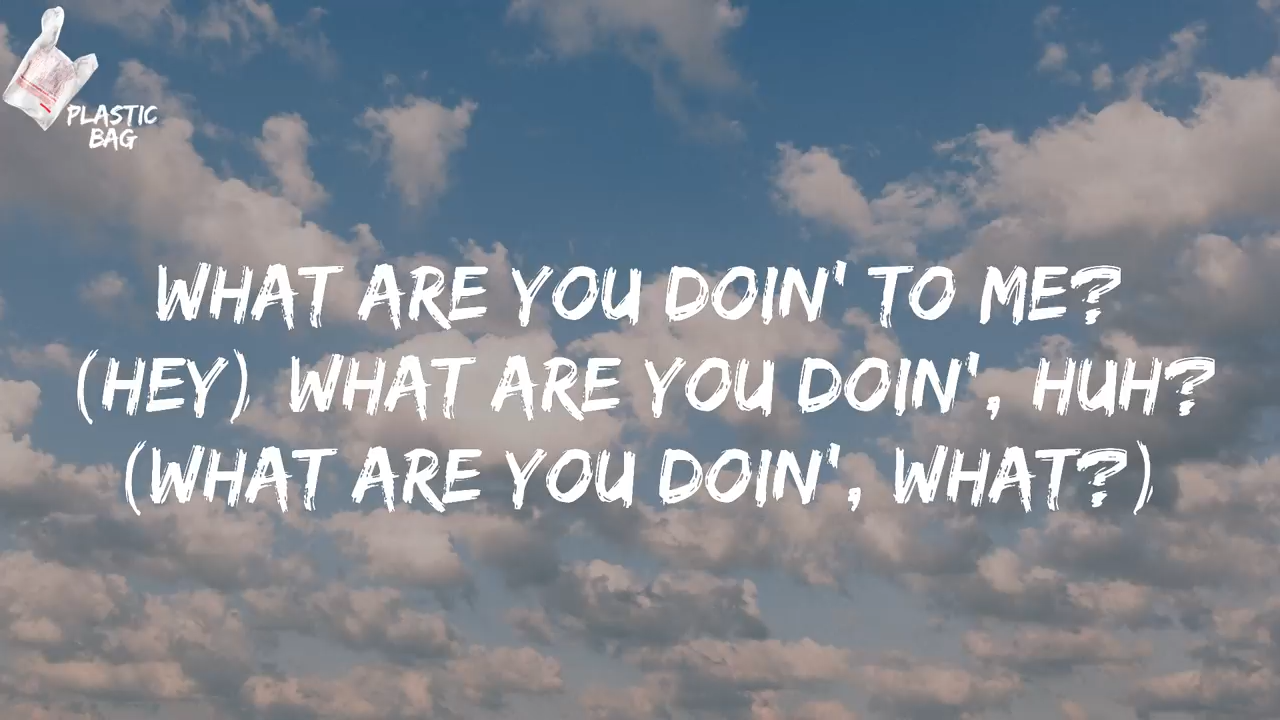 PLASTIC
BAG
WHAT ARE YOU DOIN' TO ME?
(HEY) WHAT ARE YOU DOIN', HUH?
(WHAT ARE YOU DOIN', WHAT?)